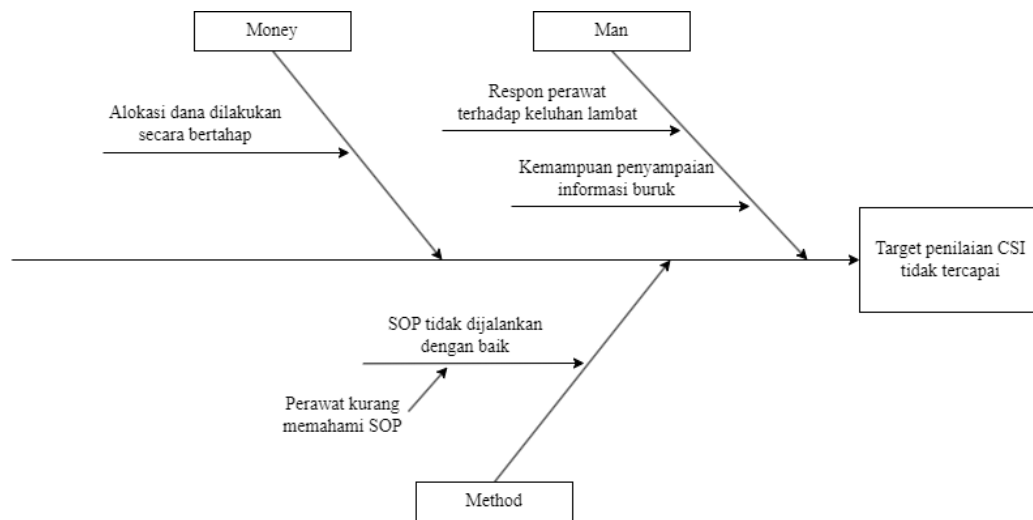 Money
Man
Alokasi dana dilakukan
secara bertahap
Respon perawat
terhadap keluhan lambat
Kemampuan penyampaian
informasi buruk
Target penilaian CSI
tidak tercapai
SOP tidak dijalankan
dengan baik
Perawat kurang
memahami SOP
Method